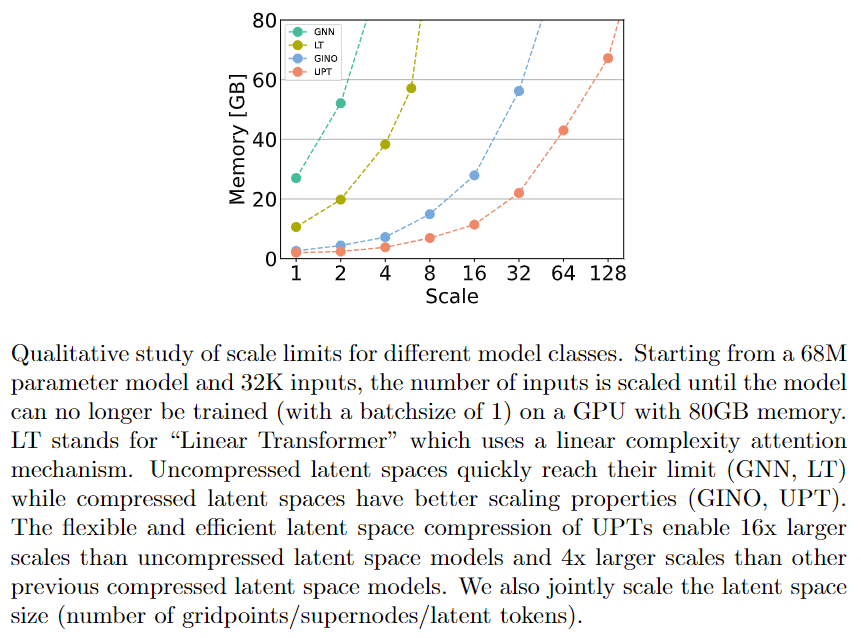 80
60
40
20
0
Memory [GB]
GNN
LT
GINO
UPT
1 2 4 8 16 32 64 128
Scale
Qualitative study of scale limits for different model classes. Starting from a 68M
parameter model and 32K inputs, the number of inputs is scaled until the model
can no longer be trained (with a batchsize of 1) on a GPU with 80GB memory.
LT stands for “Linear Transformer” which uses a linear complexity attention
mechanism. Uncompressed latent spaces quickly reach their limit (GNN, LT)
while compressed latent spaces have better scaling properties (GINO, UPT).
The flexible and efficient latent space compression of UPTs enable 16x larger
scales than uncompressed latent space models and 4x larger scales than other
previous compressed latent space models. We also jointly scale the latent space
size (number of gridpoints/supernodes/latent tokens).